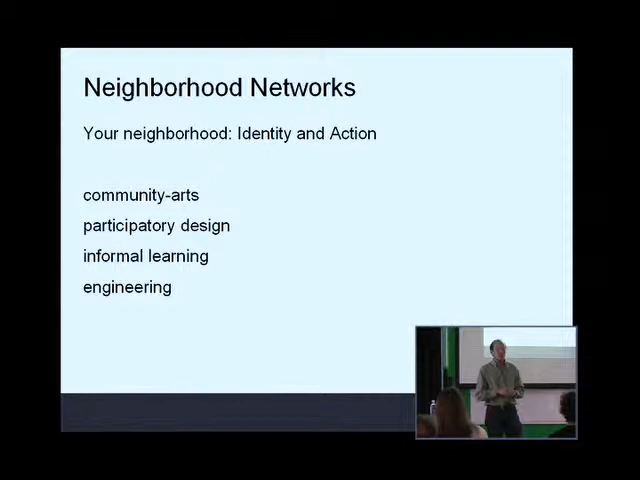 Neighborhood Networks
Your neighborhood: Identity and Action
community-arts
participatory design
informal learning
engineering